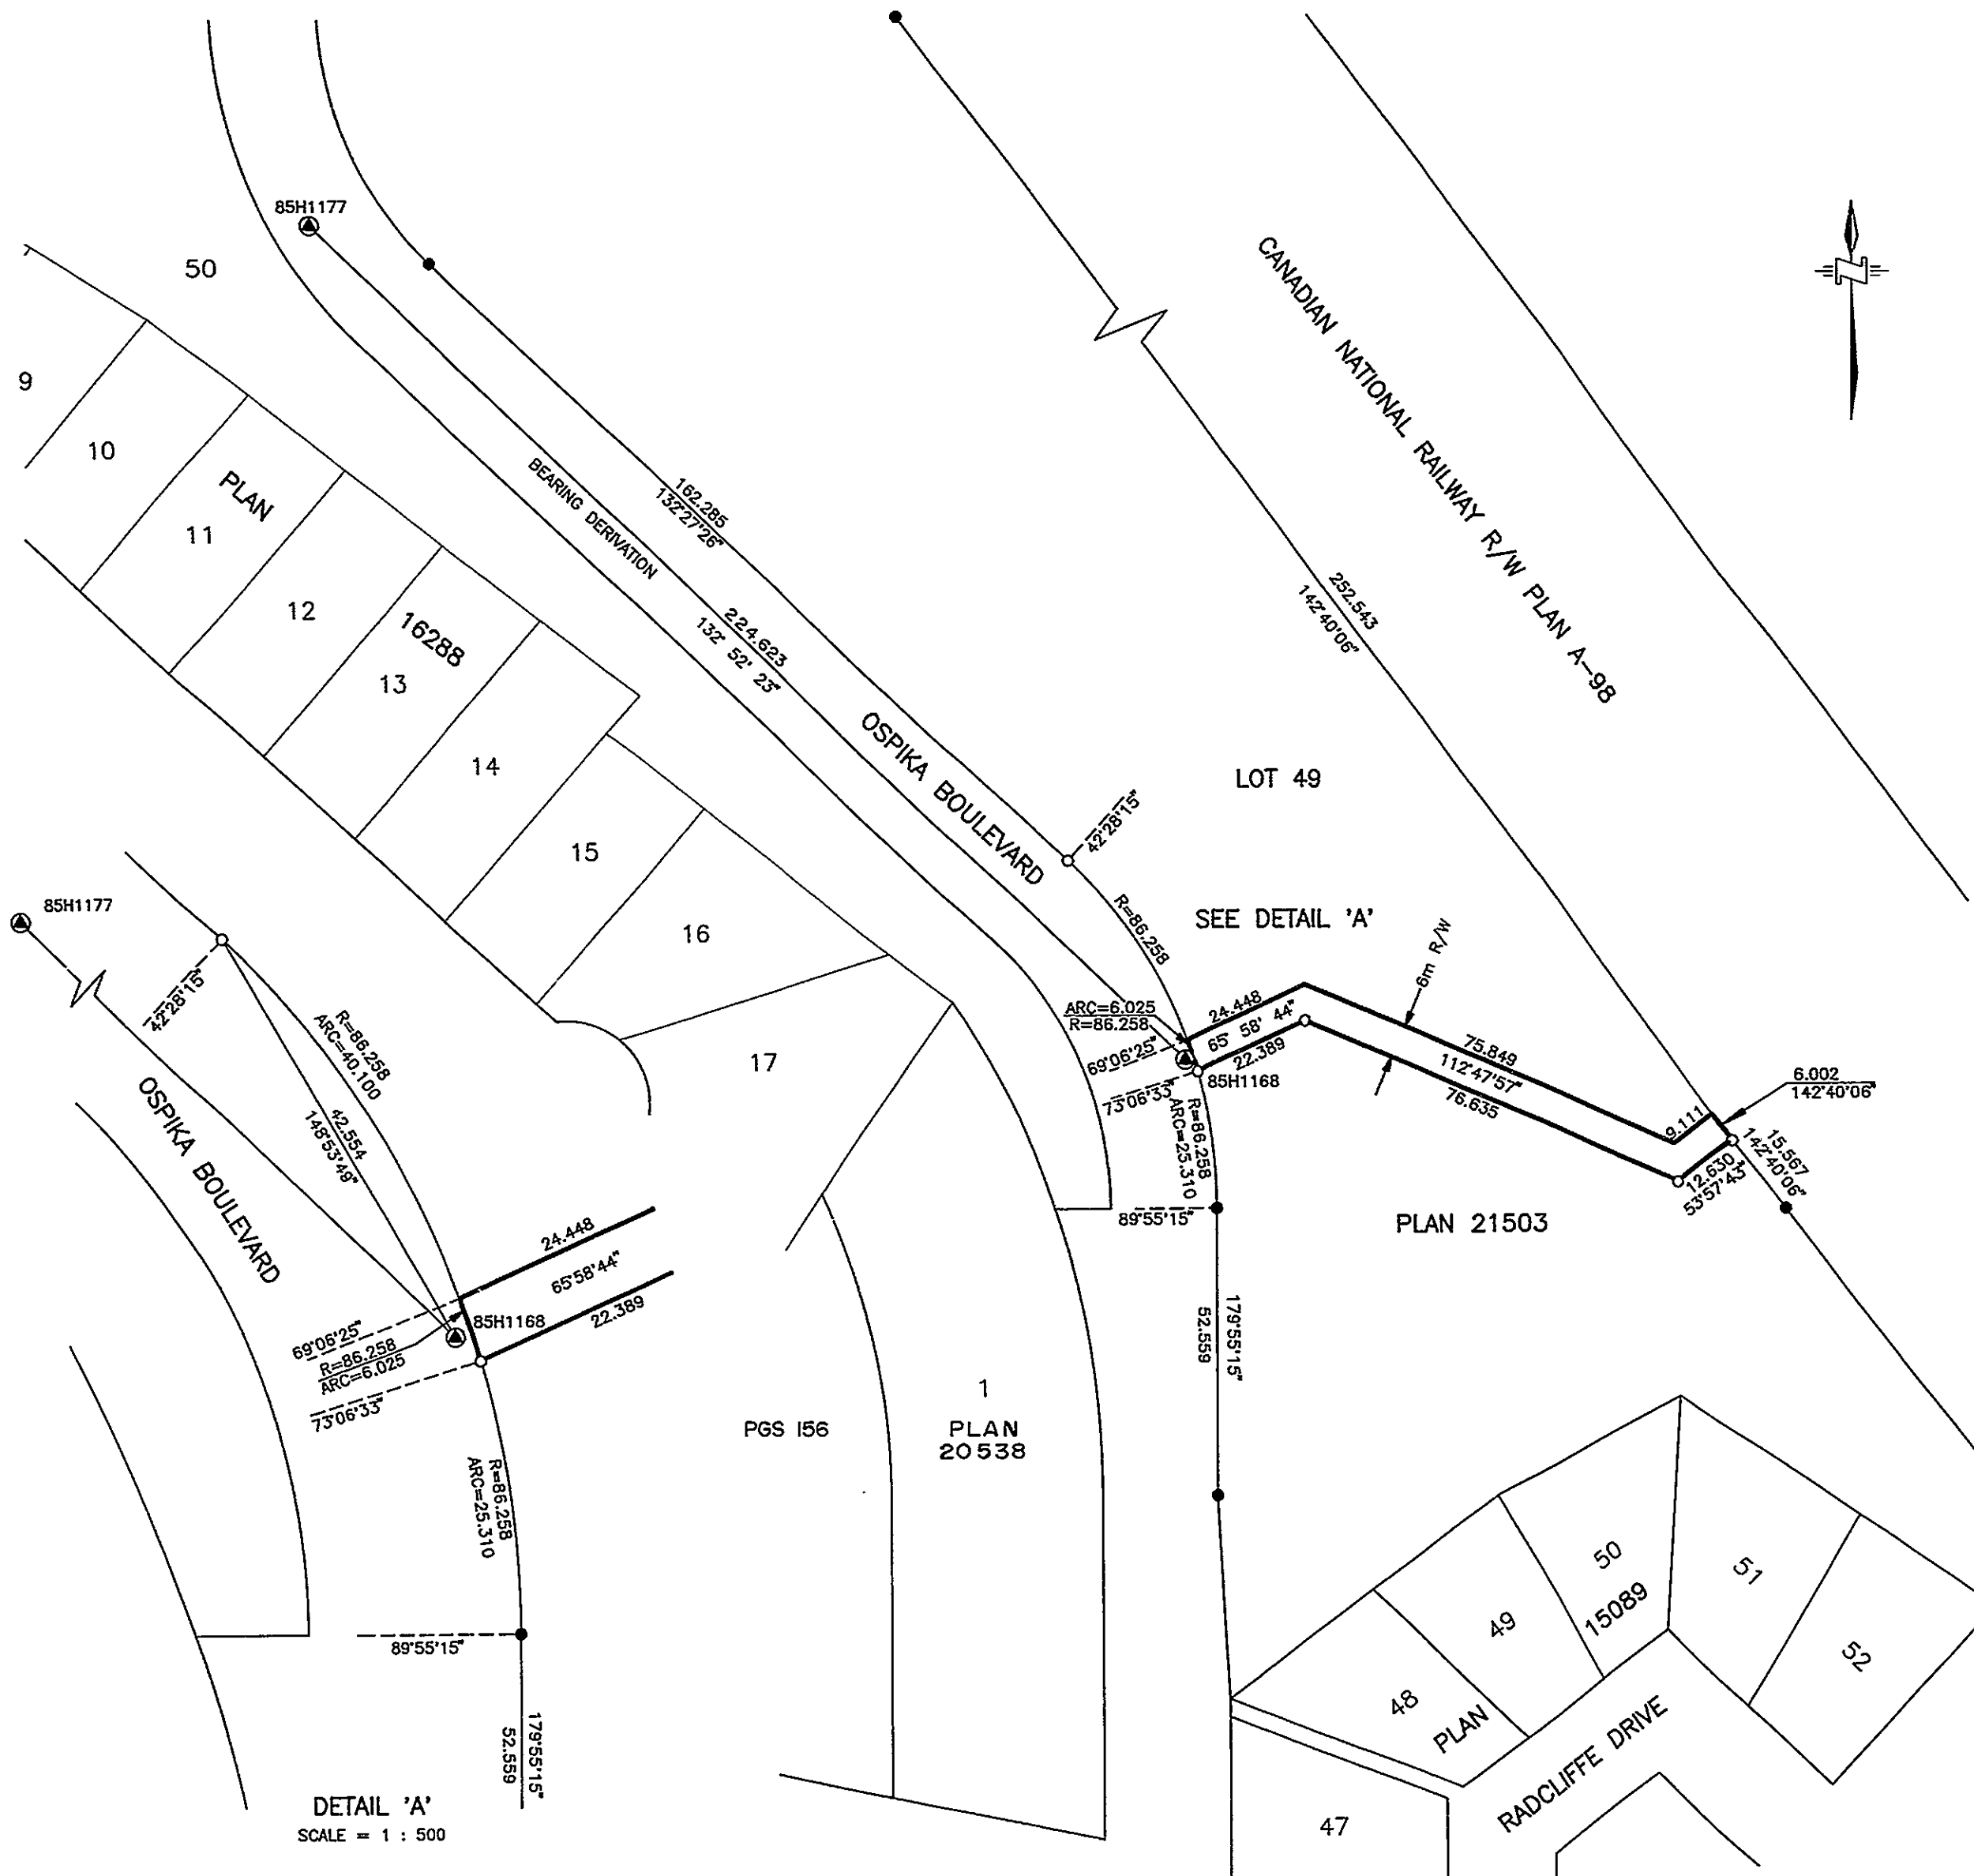 85H1177
50
9
10
PLAN
11
12
16288
13
14
15
16
17
BEARING DERIVATION
162.285
132°27'26"
224.623
132° 52' 23"
OSPIKA BOULEVARD
252.543
142°40'06"
CANADIAN NATIONAL RAILWAY R/W PLAN A-98
N
LOT 49
42°28'15"
R=86.258
SEE DETAIL 'A'
6m R/W
ARC=6.025
R=86.258
24.448
65° 58' 44"
22.389
69°06'25"
73°06'33"
85H1168
R=86.258
ARC=25.310
75.849
112°47'57"
76.635
9.111
6.002
142°40'06"
15.567
142°40'06"
12.630
53°57'43"
89°55'15"
PLAN 21503
179°55'15"
52.559
1
PLAN
20538
PGS 156
50
15089
51
49
52
48
PLAN
RADCLIFFE DRIVE
47
85H1177
42°28'15"
R=86.258
ARC=40.100
42.554
148°53'49"
OSPIKA BOULEVARD
24.448
65°58'44"
22.389
85H1168
69°06'25"
R=86.258
ARC=6.025
73°06'33"
R=86.258
ARC=25.310
89°55'15"
179°55'15"
52.559
DETAIL 'A'
SCALE = 1 : 500